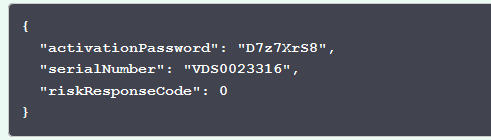 {
"activationPassword": "D7z7XrS8",
"serialNumber": "VDS0023316",
"riskResponseCode": 0
}